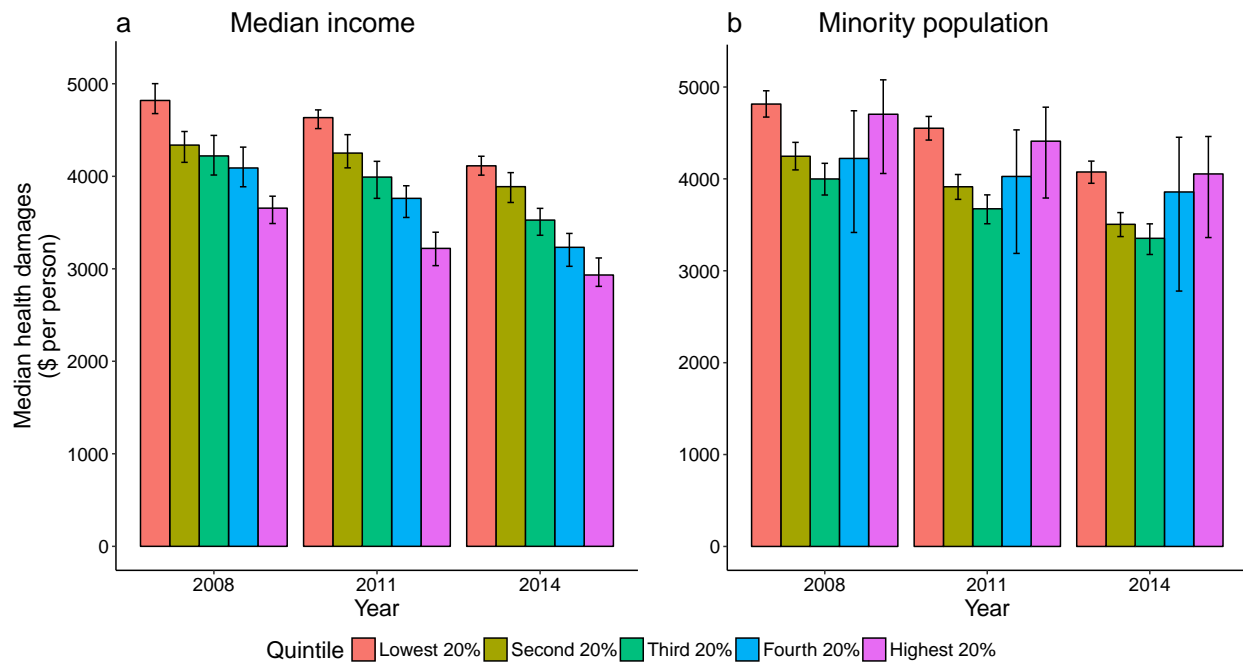 a Median income
b Minority population
Median health damages
($ per person)
5000
4000
3000
2000
1000
0
2008 2011 2014
Year
5000
4000
3000
2000
1000
0
2008 2011 2014
Year
Quintile Lowest 20% Second 20% Third 20% Fourth 20% Highest 20%